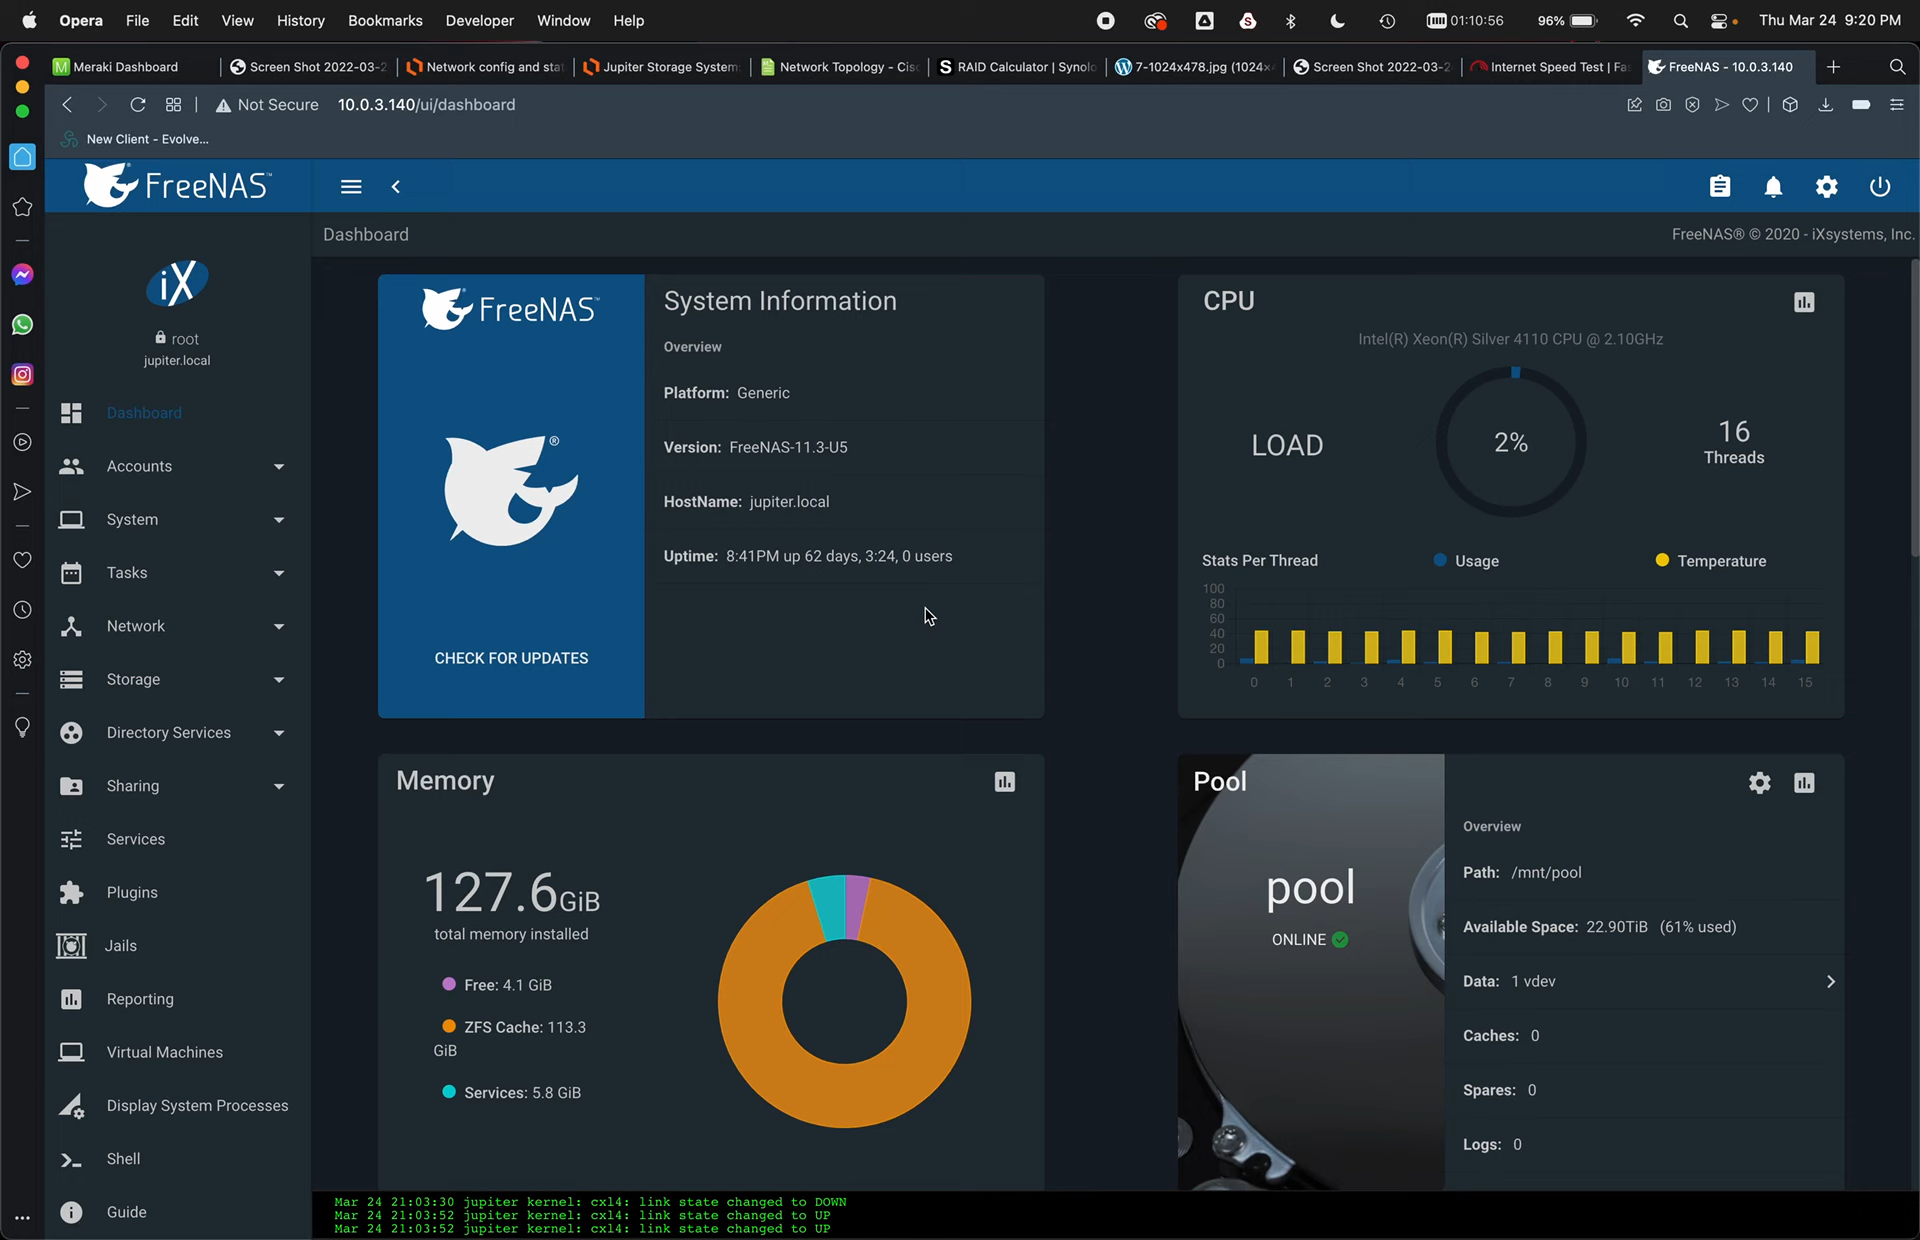 Opera File Edit View History Bookmarks Developer Window Help 01:10:56 96% Thu Mar 24 9:20 PM
Meraki Dashboard Screen Shot 2022-03-2 Network config and sta Jupiter Storage System Network Topology - Cisc RAID Calculator | Synolo 7-1024x478.jpg (1024× Screen Shot 2022-03-2 Internet Speed Test | Fas FreeNAS - 10.0.3.140
Not Secure 10.0.3.140/ui/dashboard
New Client - Evolve...
FreeNAS™
Dashboard FreeNAS® © 2020 - iXsystems, Inc.
iX
root
jupiter.local
Dashboard
Accounts
System
Tasks
Network
Storage
Directory Services
Sharing
Services
Plugins
Jails
Reporting
Virtual Machines
Display System Processes
Shell
Guide
FreeNAS™
®
CHECK FOR UPDATES
System Information
Overview
Platform: Generic
Version: FreeNAS-11.3-U5
HostName: jupiter.local
Uptime: 8:41PM up 62 days, 3:24, 0 users
CPU
Intel(R) Xeon(R) Silver 4110 CPU @ 2.10GHz
LOAD 2% 16
Threads
Stats Per Thread Usage Temperature
100
80
60
40
20
0
0 1 2 3 4 5 6 7 8 9 10 11 12 13 14 15
Memory
127.6GiB
total memory installed
Free: 4.1 GiB
ZFS Cache: 113.3
GiB
Services: 5.8 GiB
Pool
pool
ONLINE
Overview
Path: /mnt/pool
Available Space: 22.90TiB (61% used)
Data: 1 vdev
Caches: 0
Spares: 0
Logs: 0
Mar 24 21:03:30 jupiter kernel: cxl4: link state changed to DOWN
Mar 24 21:03:52 jupiter kernel: cxl4: link state changed to UP
Mar 24 21:03:52 jupiter kernel: cxl4: link state changed to UP